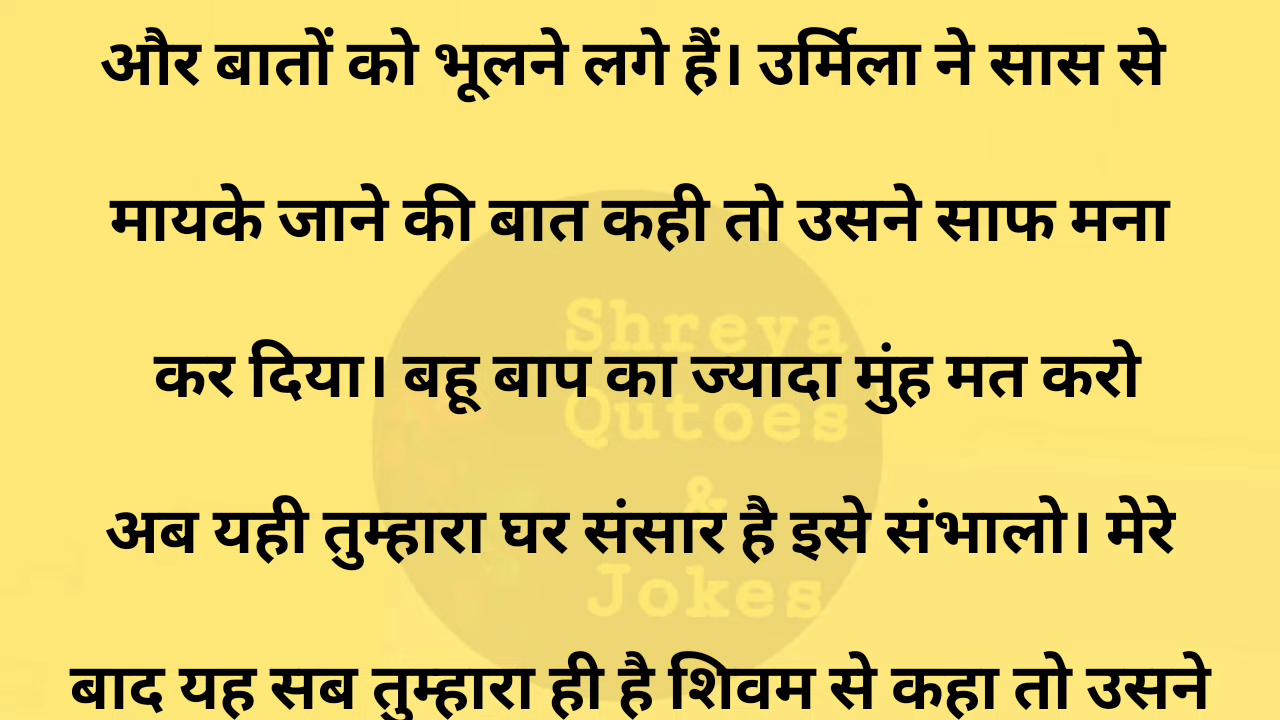 और बातों को भूलने लगे हैं। उर्मिला ने सास से
मायके जाने की बात कही तो उसने साफ मना
कर दिया। बहू बाप का ज्यादा मुंह मत करो
अब यही तुम्हारा घर संसार है इसे संभालो। मेरे
बाद यह सब तुम्हारा ही है शिवम से कहा तो उसने
Shreya
Qutoes
&
Jokes